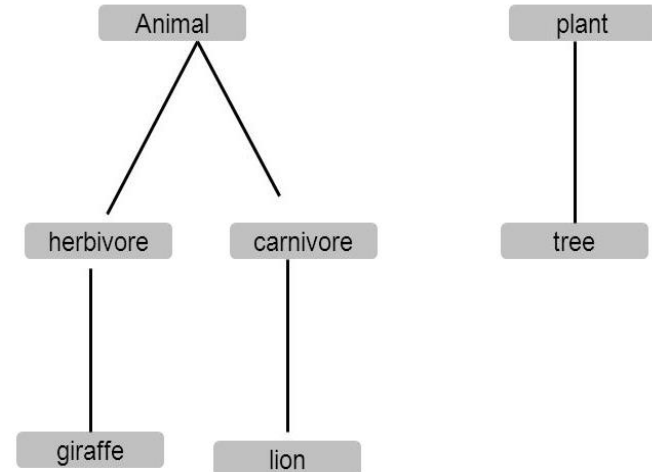 Animal
plant
herbivore
carnivore
tree
giraffe
lion